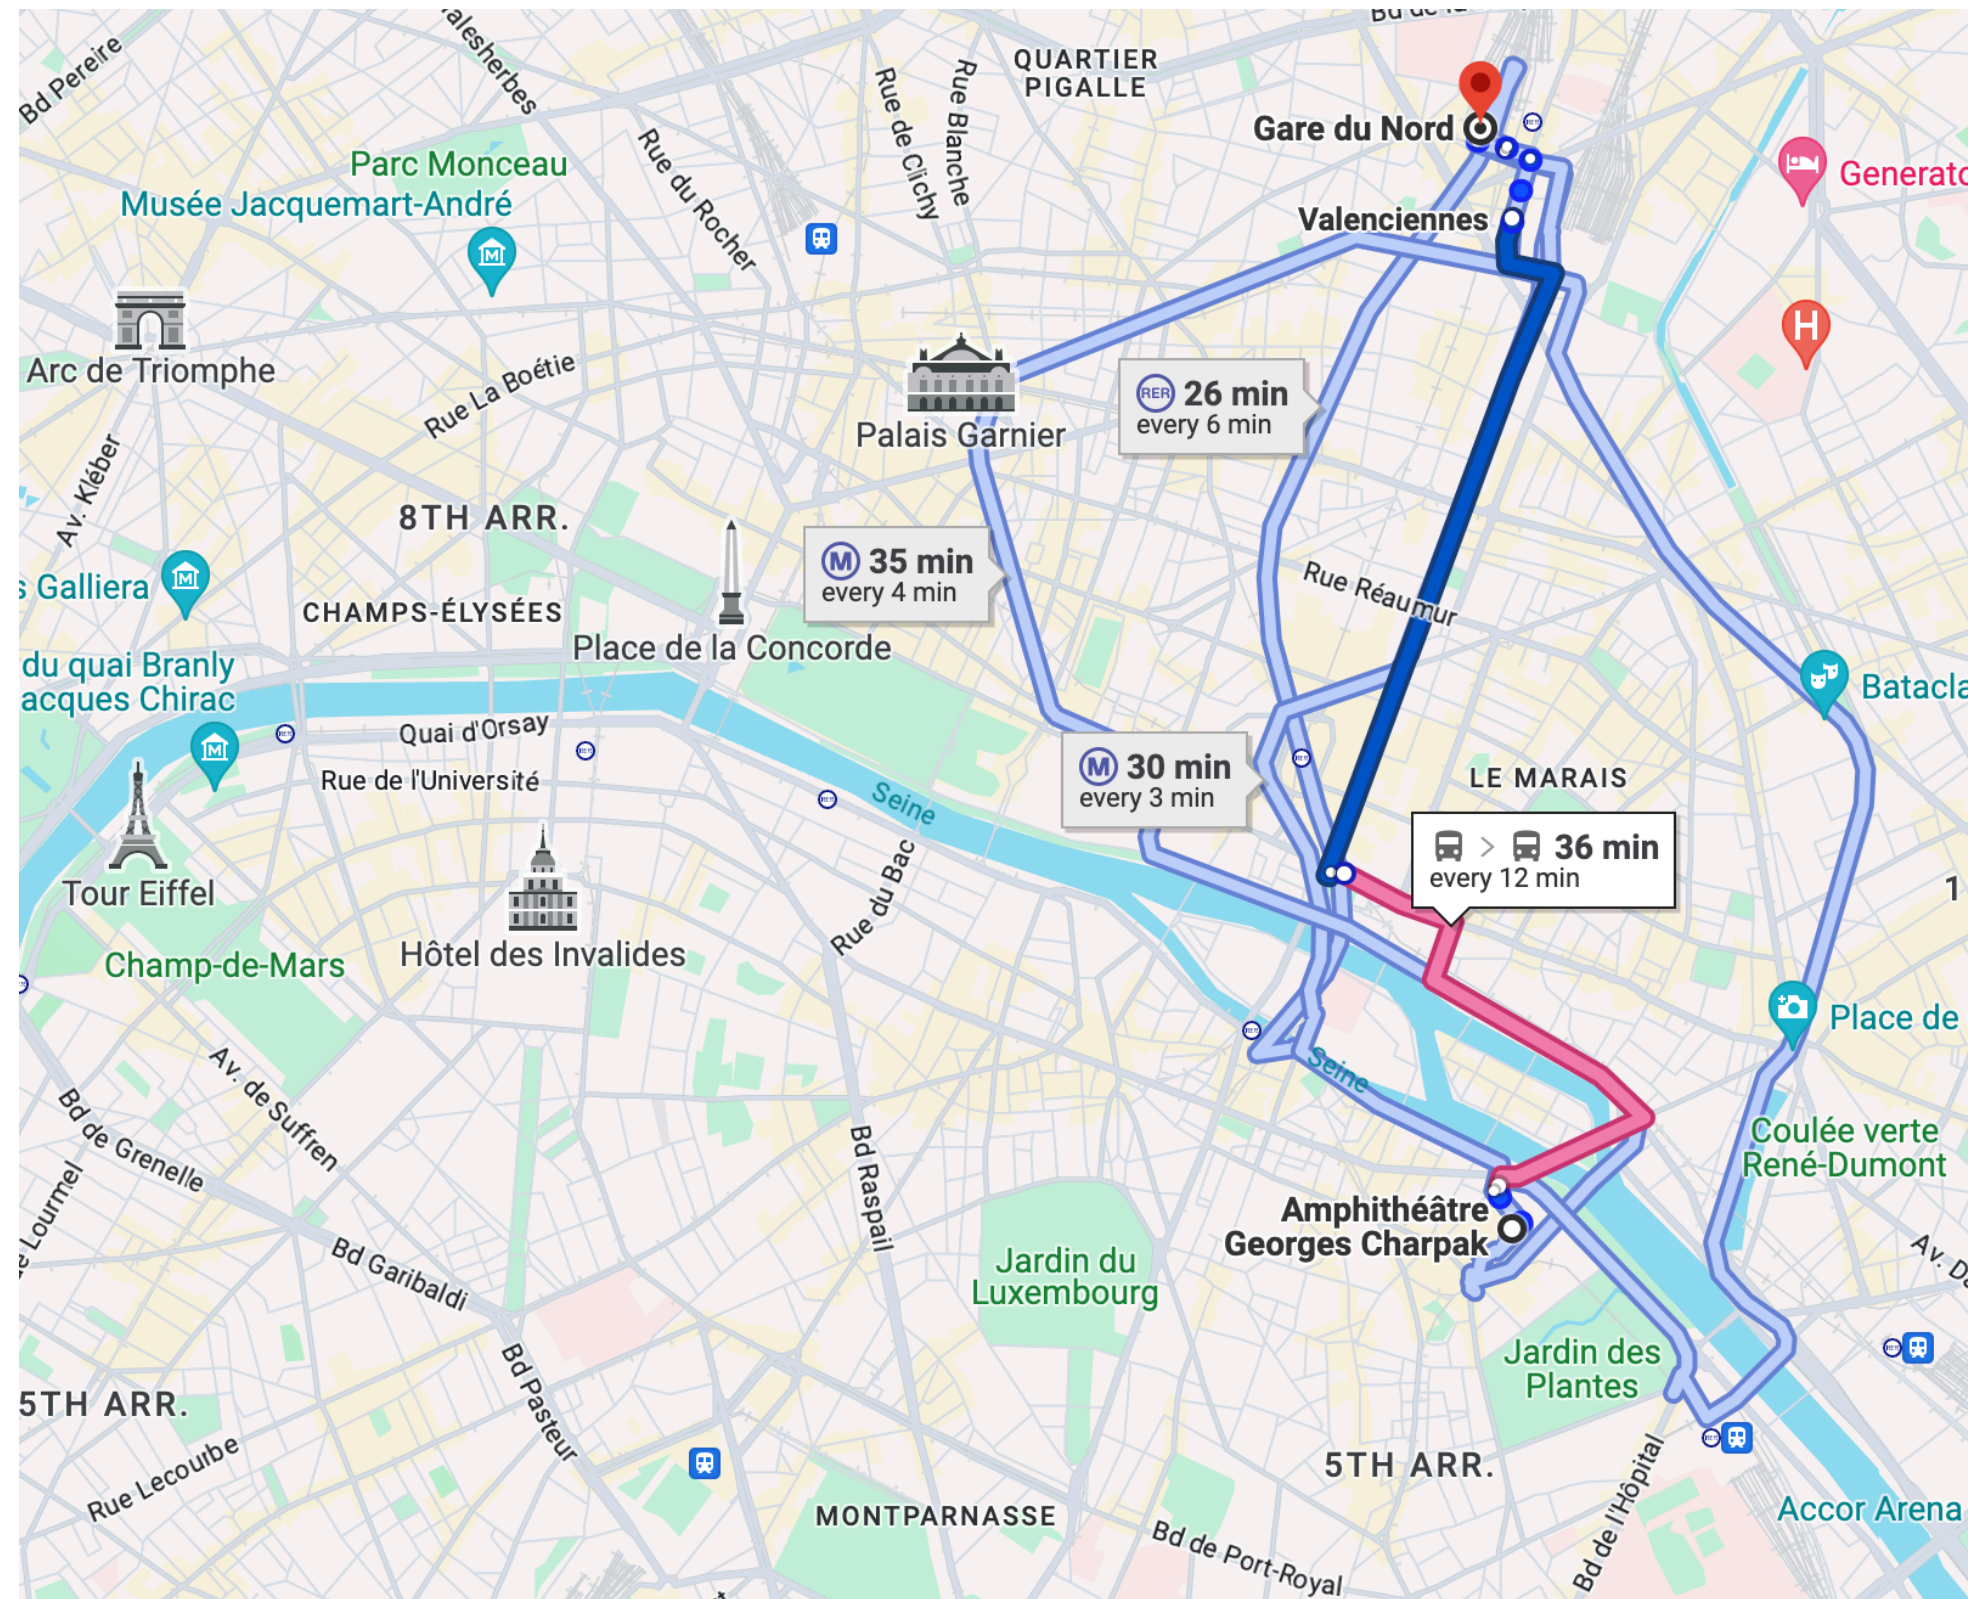 Bd Pereire
alesherbes
QUARTIER
PIGALLE
Rue de Clichy
Rue Blanche
Gare du Nord
Parc Monceau
Musée Jacquemart-André
Rue du Rocher
Generato
Valenciennes
H
Arc de Triomphe
Rue La Boétie
Palais Garnier
RER 26 min
every 6 min
Av. Kléber
8TH ARR.
M 35 min
every 4 min
s Galliera
CHAMPS-ÉLYSÉES
Rue Réaumur
Place de la Concorde
du quai Branly
acques Chirac
Batacla
Quai d'Orsay
Rue de l'Université
Seine
M 30 min
every 3 min
LE MARAIS
> 36 min
every 12 min
1
Tour Eiffel
Rue du Bac
Hôtel des Invalides
Champ-de-Mars
Place de
Seine
Av. de Suffren
Bd de Grenelle
Bd Raspail
Coulée verte
René-Dumont
Amphithéâtre
Georges Charpak
e Lourmel
Bd Garibaldi
Jardin du
Luxembourg
Av. Da
Jardin des
Plantes
Bd Pasteur
5TH ARR.
Rue Lecourbe
5TH ARR.
Bd de l'Hôpital
MONTPARNASSE
Accor Arena
Bd de Port-Royal